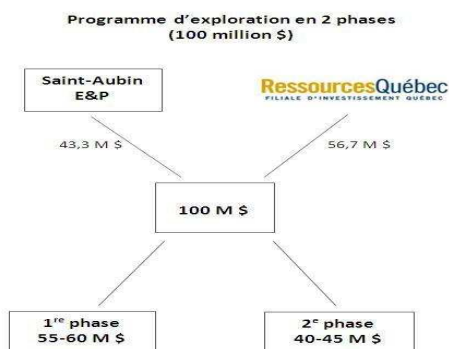 Programme d'exploration en 2 phases
(100 million $)
Saint-Aubin
E&P
RessourcesQuébec
FILIALE D'INVESTISSEMENT QUÉBEC
43,3 M $
56,7 M $
100 M $
1re phase
55-60 M $
2e phase
40-45 M $